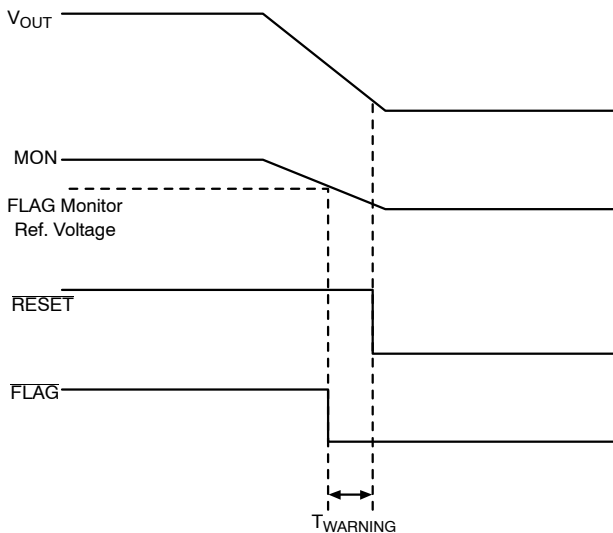 VOUT
MON
FLAG Monitor
Ref. Voltage
RESET
FLAG
TWARNING